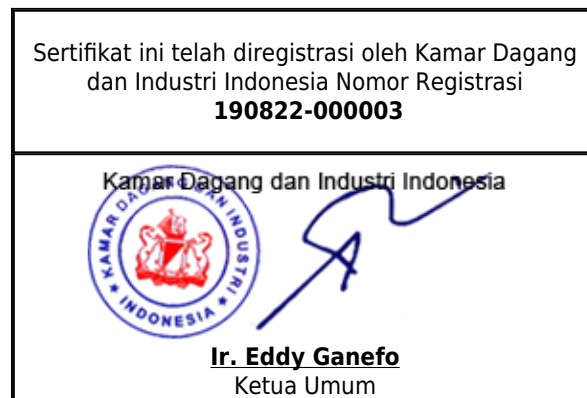 Sertifikat ini telah diregistrasi oleh Kamar Dagang
dan Industri Indonesia Nomor Registrasi
190822-000003
Kamar Dagang dan Industri Indonesia
KAMAR DAGANG DAN INDUSTRI
INDONESIA
Ir. Eddy Ganefo
Ketua Umum